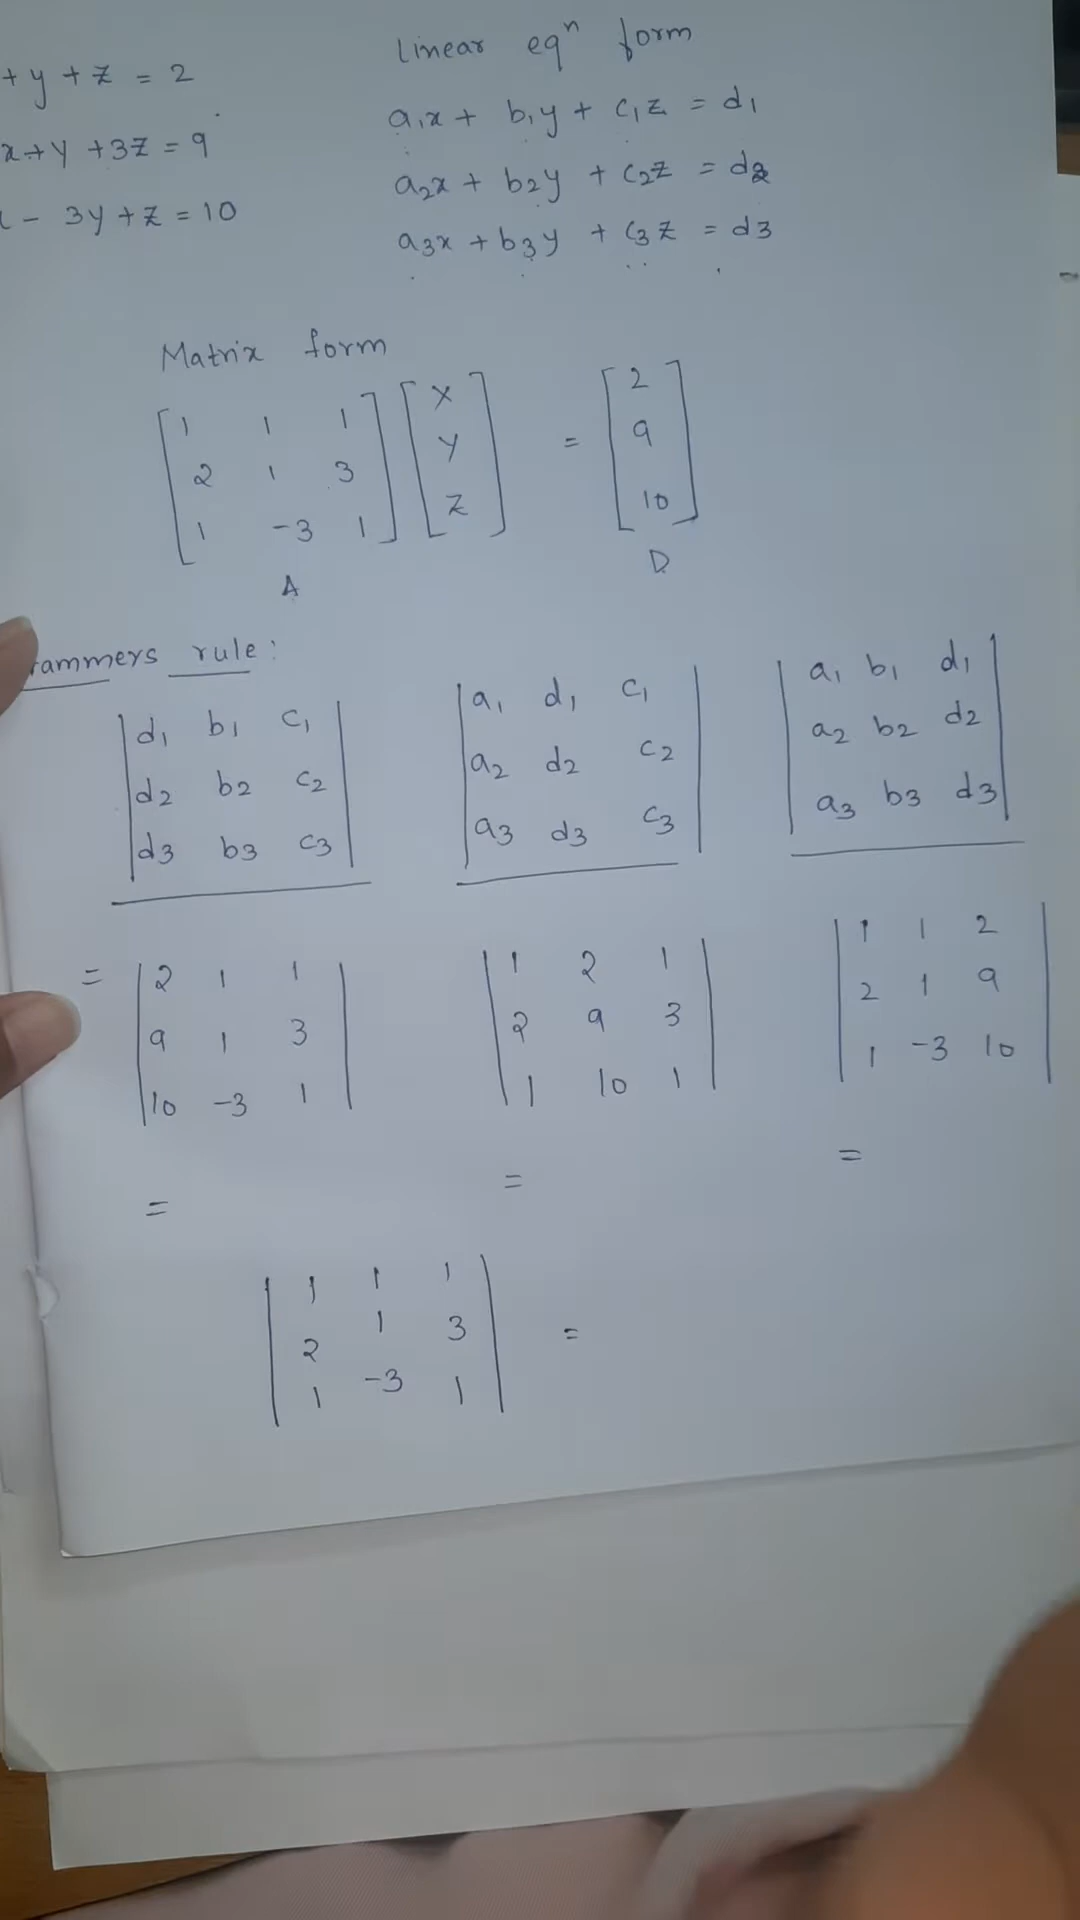 + y + z = 2
x + y + 3z = 9
- 3y + z = 10
Linear eqⁿ form
a₁x + b₁y + c₁z = d₁
a₂x + b₂y + c₂z = d₂
a₃x + b₃y + c₃z = d₃
Matrix form
1 1 1
2 1 3
1 -3 1
A
x
y
z
=
2
9
10
D
rammers rule:
d₁ b₁ c₁
d₂ b₂ c₂
d₃ b₃ c₃
a₁ d₁ c₁
a₂ d₂ c₂
a₃ d₃ c₃
a₁ b₁ d₁
a₂ b₂ d₂
a₃ b₃ d₃
=
2 1 1
9 1 3
10 -3 1
=
1 2 1
2 9 3
1 10 1
=
1 1 2
2 1 9
1 -3 10
=
1 1 1
2 1 3
1 -3 1
=